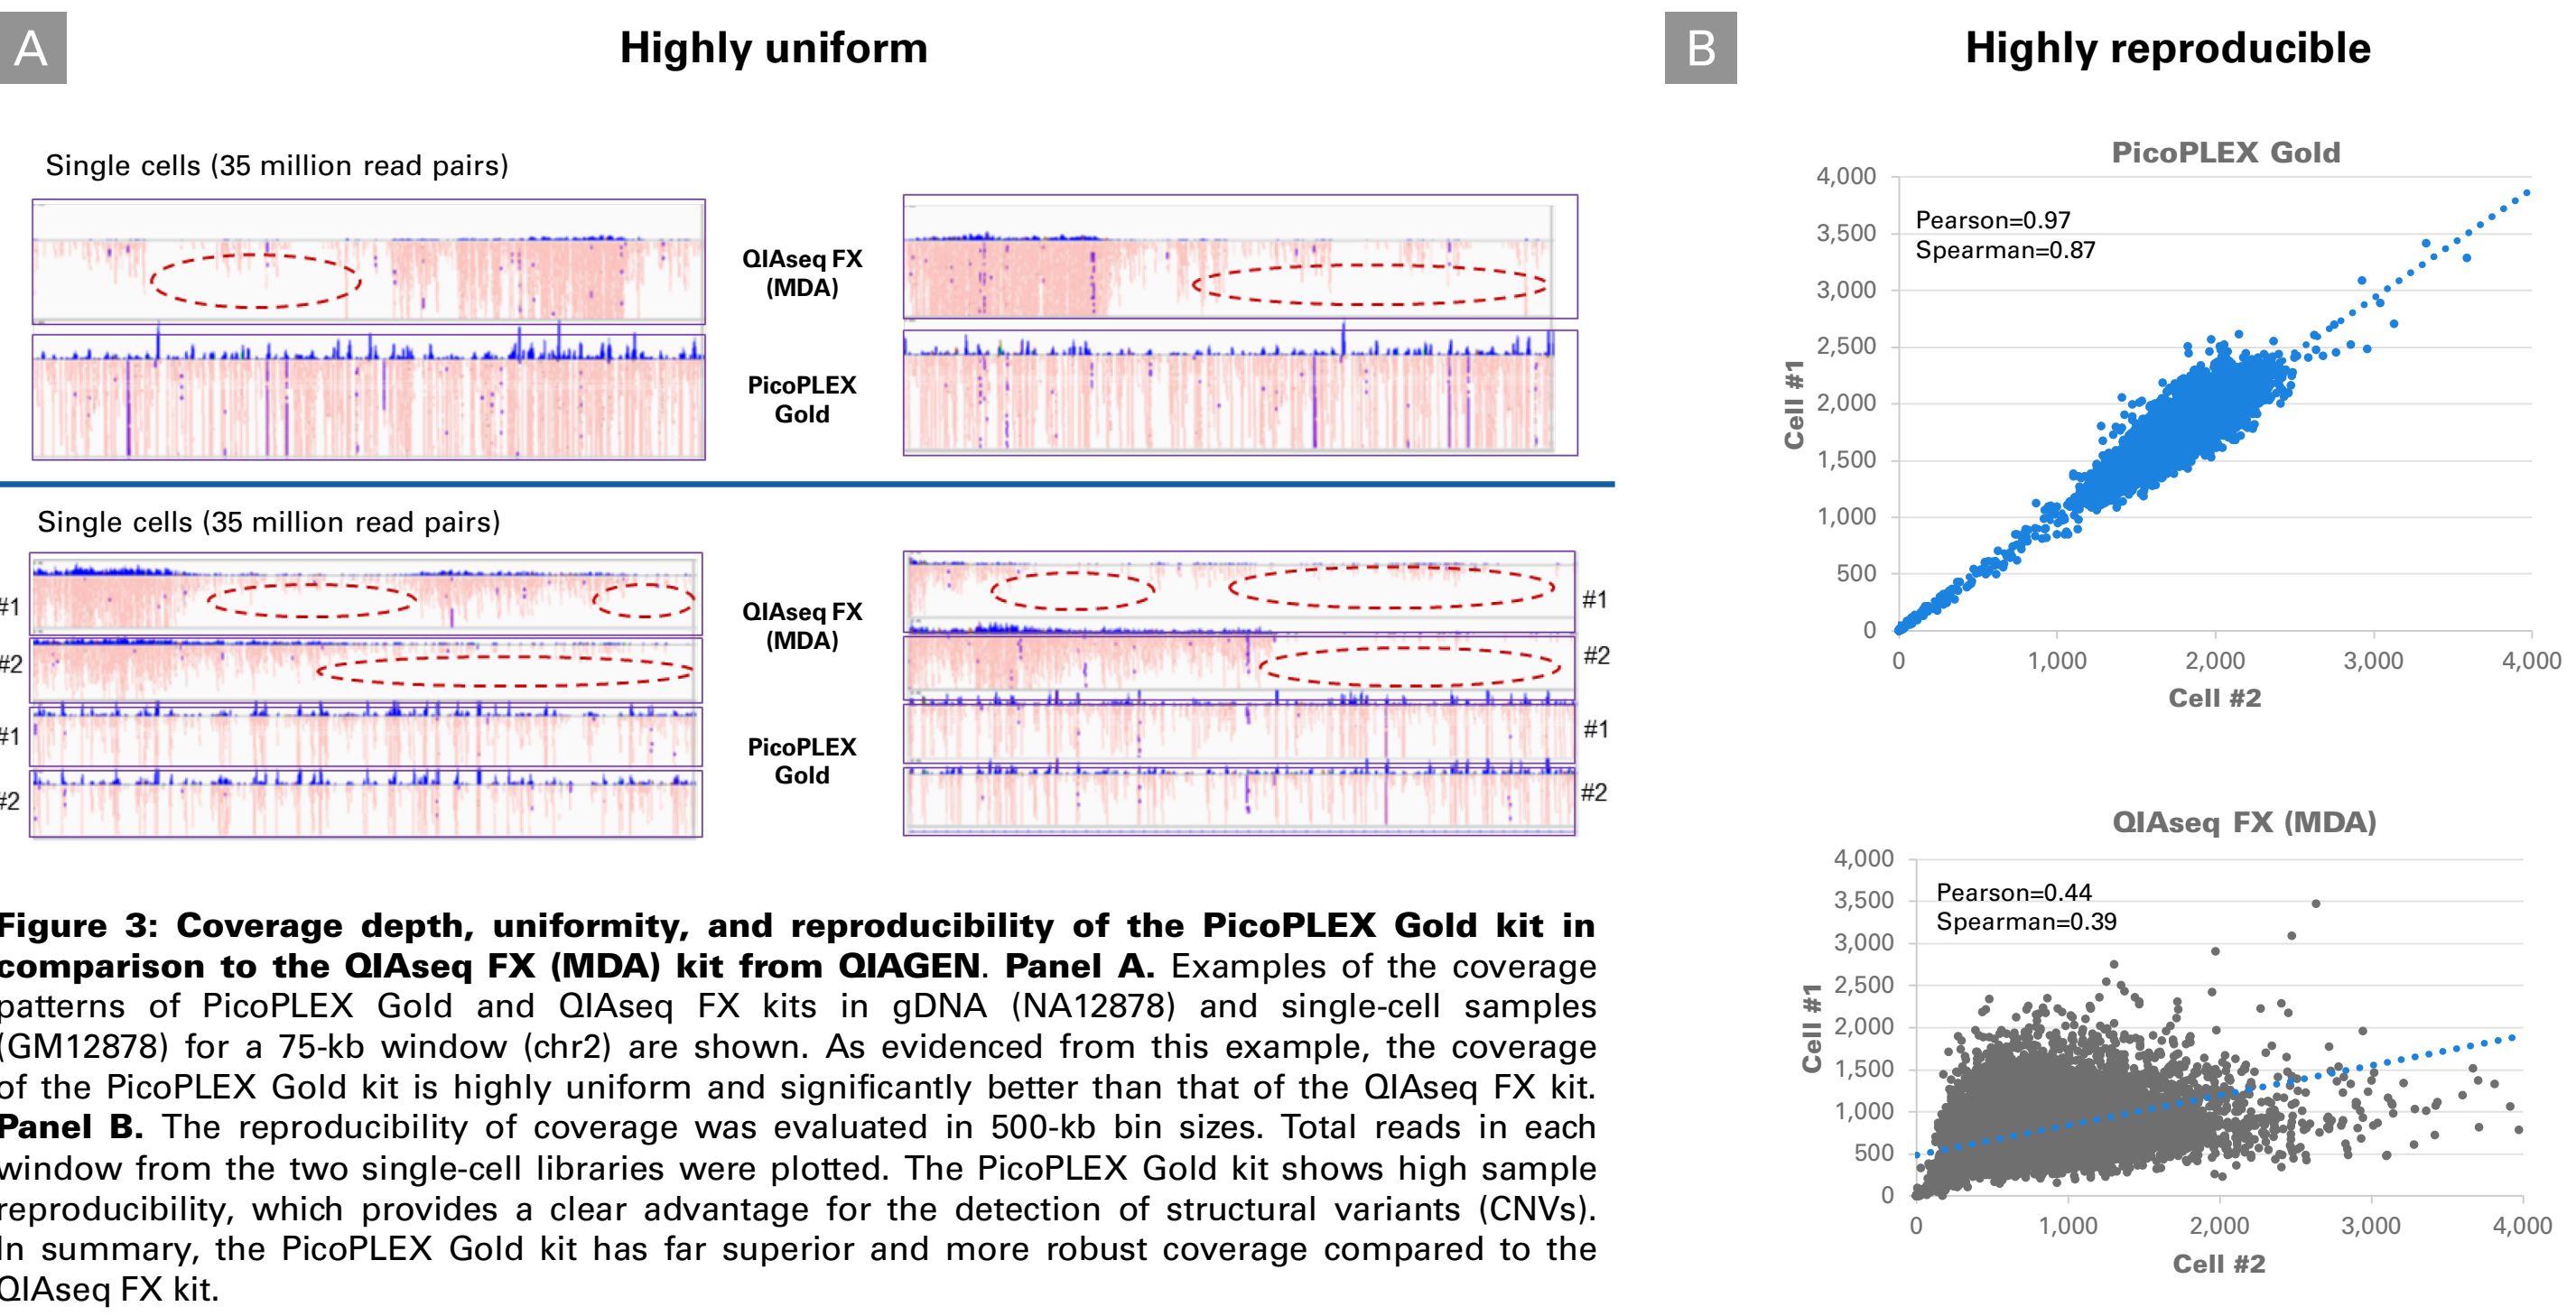 A
Highly uniform
Single cells (35 million read pairs)
QIAseq FX
(MDA)
PicoPLEX
Gold
Single cells (35 million read pairs)
#1
#2
#1
#2
QIAseq FX
(MDA)
PicoPLEX
Gold
#1
#2
#1
#2
Figure 3: Coverage depth, uniformity, and reproducibility of the PicoPLEX Gold kit in
comparison to the QIAseq FX (MDA) kit from QIAGEN. Panel A. Examples of the coverage
patterns of PicoPLEX Gold and QIAseq FX kits in gDNA (NA12878) and single-cell samples
(GM12878) for a 75-kb window (chr2) are shown. As evidenced from this example, the coverage
of the PicoPLEX Gold kit is highly uniform and significantly better than that of the QIAseq FX kit.
Panel B. The reproducibility of coverage was evaluated in 500-kb bin sizes. Total reads in each
window from the two single-cell libraries were plotted. The PicoPLEX Gold kit shows high sample
reproducibility, which provides a clear advantage for the detection of structural variants (CNVs).
In summary, the PicoPLEX Gold kit has far superior and more robust coverage compared to the
QIAseq FX kit.
B
Highly reproducible
PicoPLEX Gold
Pearson=0.97
Spearman=0.87
4,000
3,500
3,000
2,500
2,000
1,500
1,000
500
0
Cell #1
0 1,000 2,000 3,000 4,000
Cell #2
QIAseq FX (MDA)
Pearson=0.44
Spearman=0.39
4,000
3,500
3,000
2,500
2,000
1,500
1,000
500
0
Cell #1
0 1,000 2,000 3,000 4,000
Cell #2